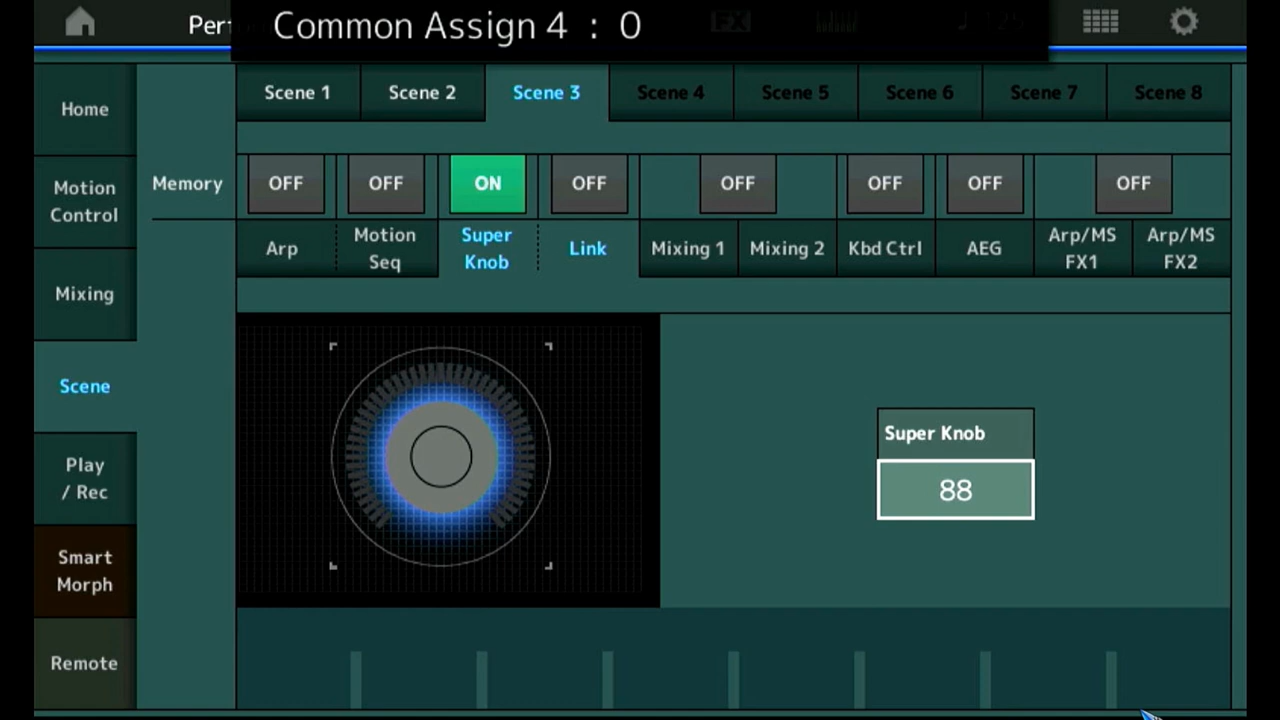 Common Assign 4 : 0
Per
FX
125
Home
Motion
Control
Mixing
Scene
Play
/ Rec
Smart
Morph
Remote
Scene 1
Scene 2
Scene 3
Scene 4
Scene 5
Scene 6
Scene 7
Scene 8
Memory
OFF
OFF
ON
OFF
OFF
OFF
OFF
OFF
Arp
Motion
Seq
Super
Knob
Link
Mixing 1
Mixing 2
Kbd Ctrl
AEG
Arp/MS
FX1
Arp/MS
FX2
Super Knob
88